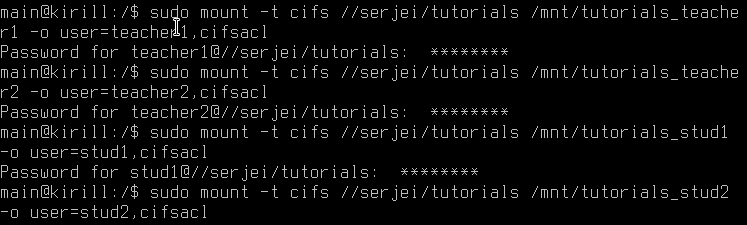 main@kirill:/$ sudo mount -t cifs //serjei/tutorials /mnt/tutorials_teache
r1 -o user=teacher1,cifsacl
Password for teacher1@//serjei/tutorials:  ********
main@kirill:/$ sudo mount -t cifs //serjei/tutorials /mnt/tutorials_teache
r2 -o user=teacher2,cifsacl
Password for teacher2@//serjei/tutorials:  ********
main@kirill:/$ sudo mount -t cifs //serjei/tutorials /mnt/tutorials_stud1
-o user=stud1,cifsacl
Password for stud1@//serjei/tutorials:  ********
main@kirill:/$ sudo mount -t cifs //serjei/tutorials /mnt/tutorials_stud2
-o user=stud2,cifsacl